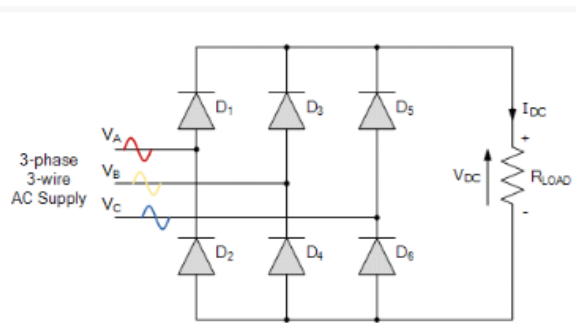 D1
D3
D5
IDC
+
VA
3-phase
3-wire
AC Supply
VB
VC
VDC
RLOAD
-
D2
D4
D6